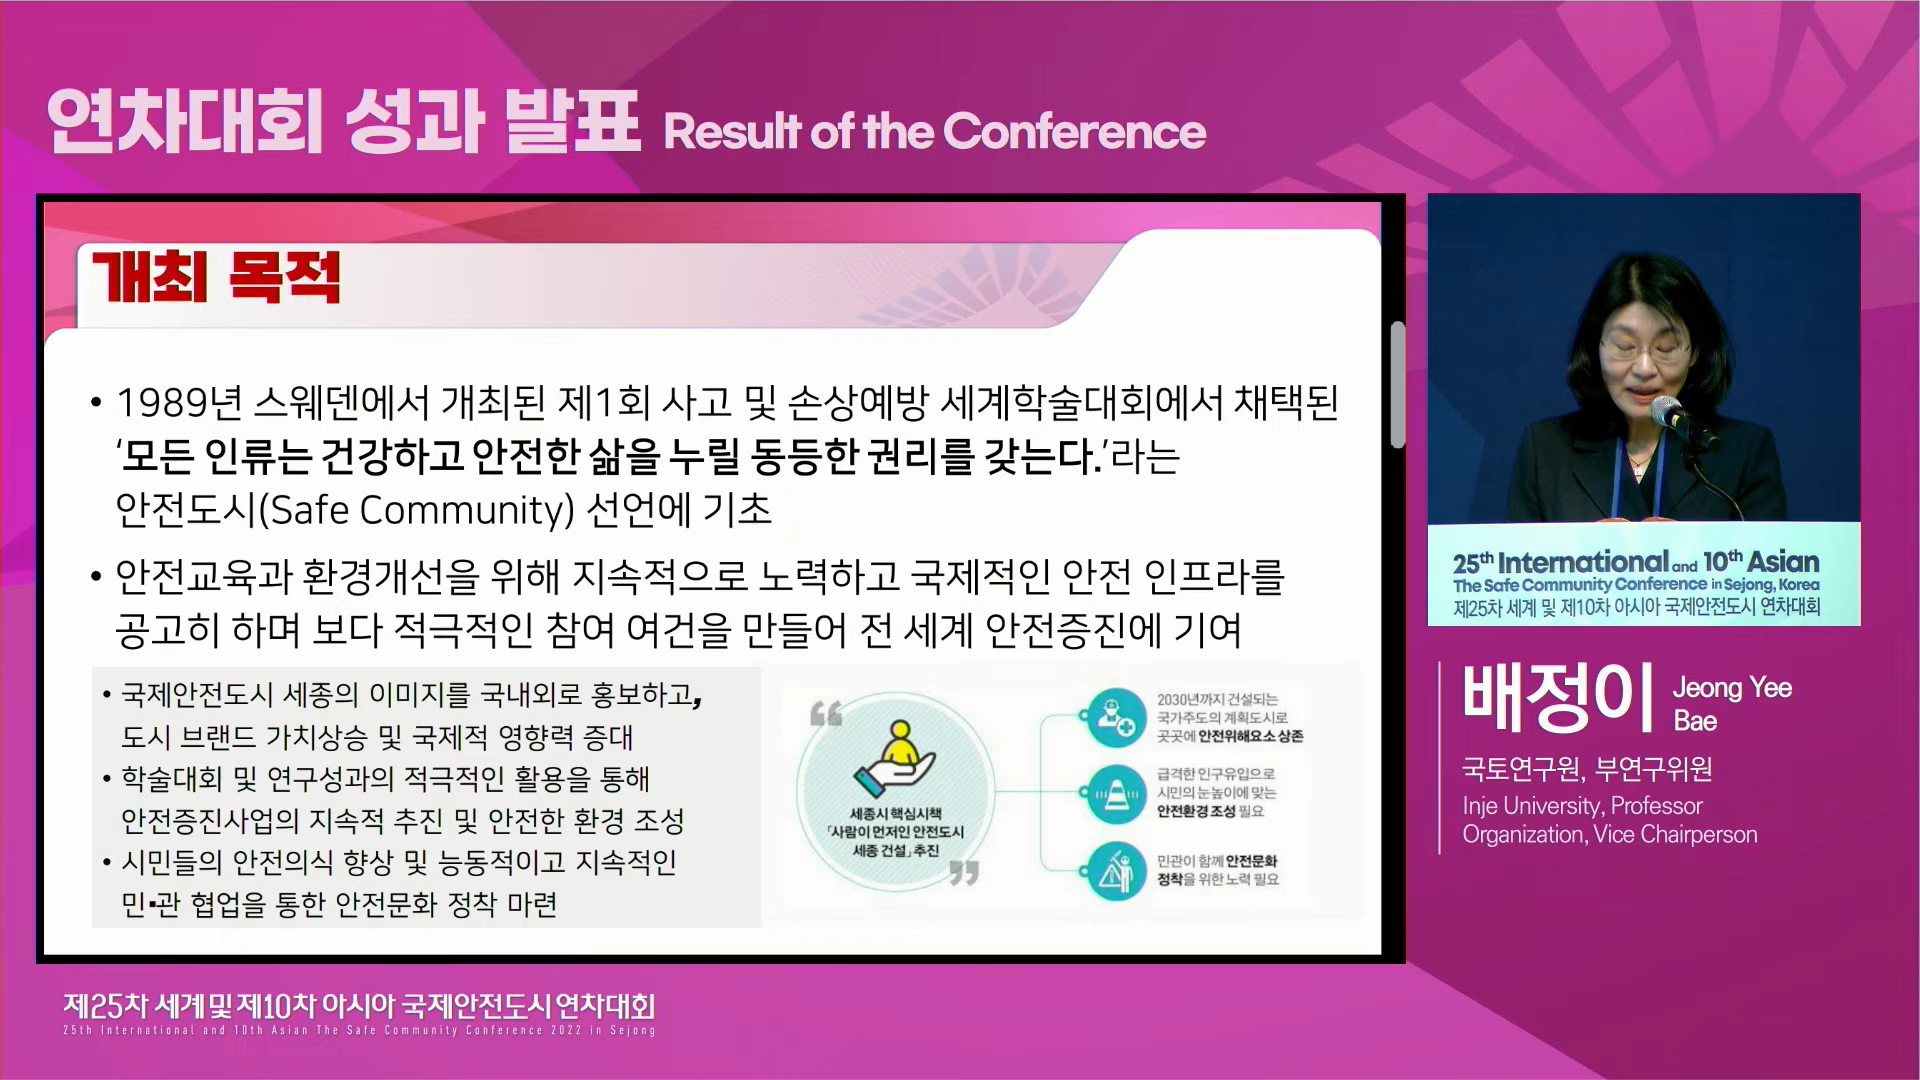 연차대회 성과 발표 Result of the Conference
개최 목적
• 1989년 스웨덴에서 개최된 제1회 사고 및 손상예방 세계학술대회에서 채택된
‘모든 인류는 건강하고 안전한 삶을 누릴 동등한 권리를 갖는다.’라는
안전도시(Safe Community) 선언에 기초
• 안전교육과 환경개선을 위해 지속적으로 노력하고 국제적인 안전 인프라를
공고히 하며 보다 적극적인 참여 여건을 만들어 전 세계 안전증진에 기여
• 국제안전도시 세종의 이미지를 국내외로 홍보하고,
도시 브랜드 가치상승 및 국제적 영향력 증대
• 학술대회 및 연구성과의 적극적인 활용을 통해
안전증진사업의 지속적 추진 및 안전한 환경 조성
• 시민들의 안전의식 향상 및 능동적이고 지속적인
민▪관 협업을 통한 안전문화 정착 마련
“
세종시 핵심시책
「사람이 먼저인 안전도시
세종 건설」 추진
”
2030년까지 건설되는
국가주도의 계획도시로
곳곳에 안전위해요소 상존
급격한 인구유입으로
시민의 눈높이에 맞는
안전환경 조성 필요
민관이 함께 안전문화
정착을 위한 노력 필요
25th International and 10th Asian
The Safe Community Conference in Sejong, Korea
제25차 세계 및 제10차 아시아 국제안전도시 연차대회
배정이 Jeong Yee
Bae
국토연구원, 부연구위원
Inje University, Professor
Organization, Vice Chairperson
제25차 세계 및 제10차 아시아 국제안전도시 연차대회
25th International and 10th Asian The Safe Community Conference 2022 in Sejong